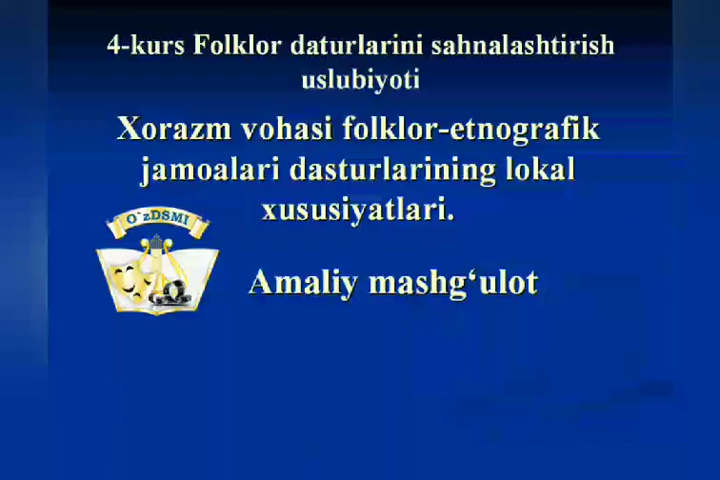 4-kurs Folklor daturlarini sahnalashtirish
uslubiyoti
Xorazm vohasi folklor-etnografik
jamoalari dasturlarining lokal
xususiyatlari.
O`zDSMI
Amaliy mashg‘ulot